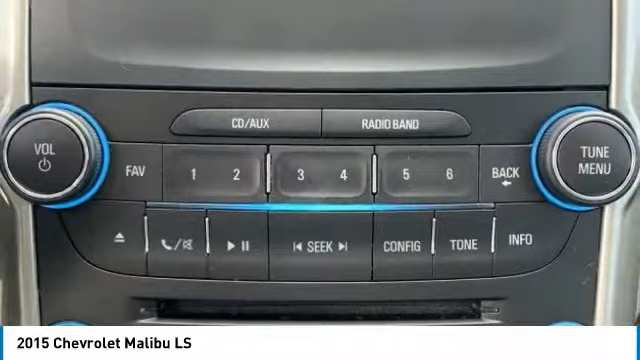 CD/AUX RADIO BAND
VOL
TUNE
MENU
FAV 1 2 3 4 5 6 BACK
SEEK CONFIG TONE INFO
2015 Chevrolet Malibu LS